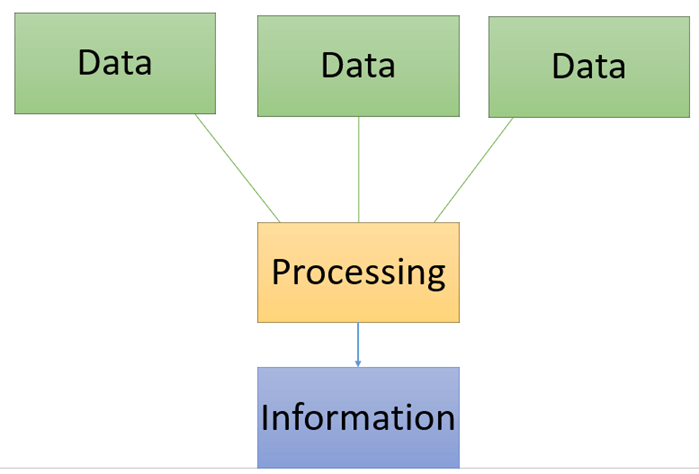 Data
Data
Data
Processing
Information